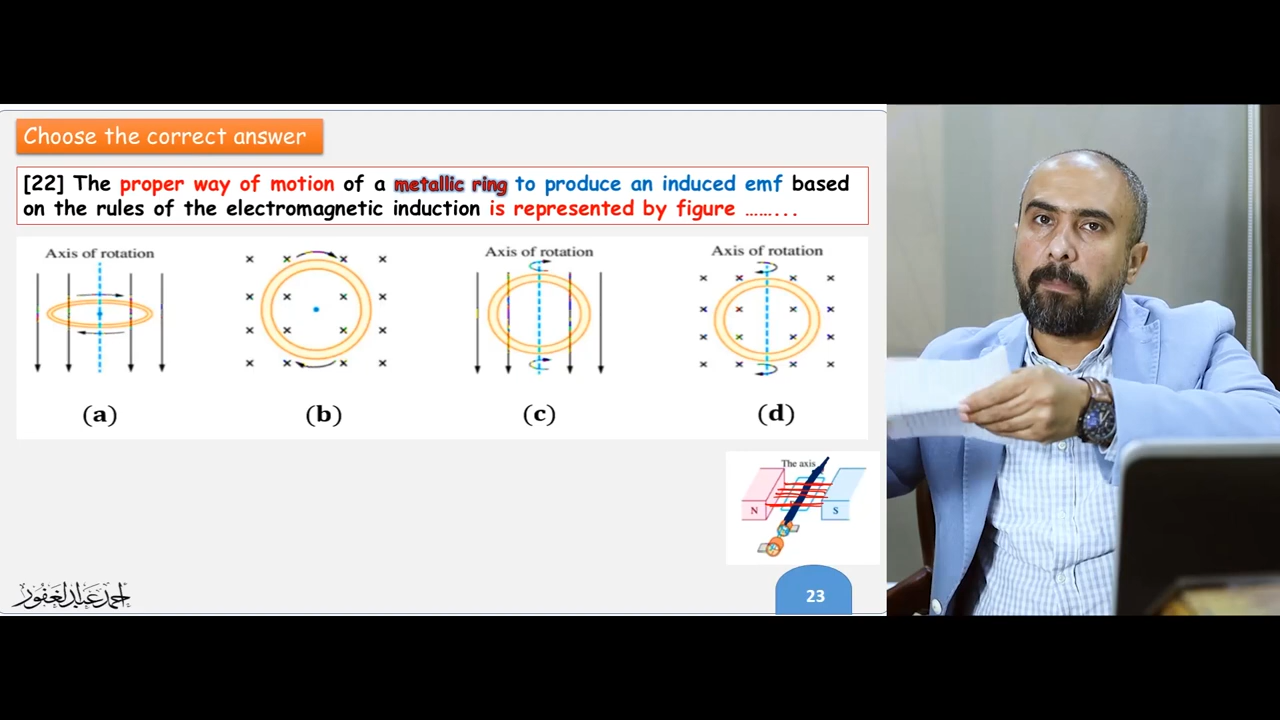 Choose the correct answer
[22] The proper way of motion of a metallic ring to produce an induced emf based
on the rules of the electromagnetic induction is represented by figure ......…
Axis of rotation
(a)
(b)
Axis of rotation
(c)
Axis of rotation
(d)
The axis
N
S
احمد عبد الغفور
23